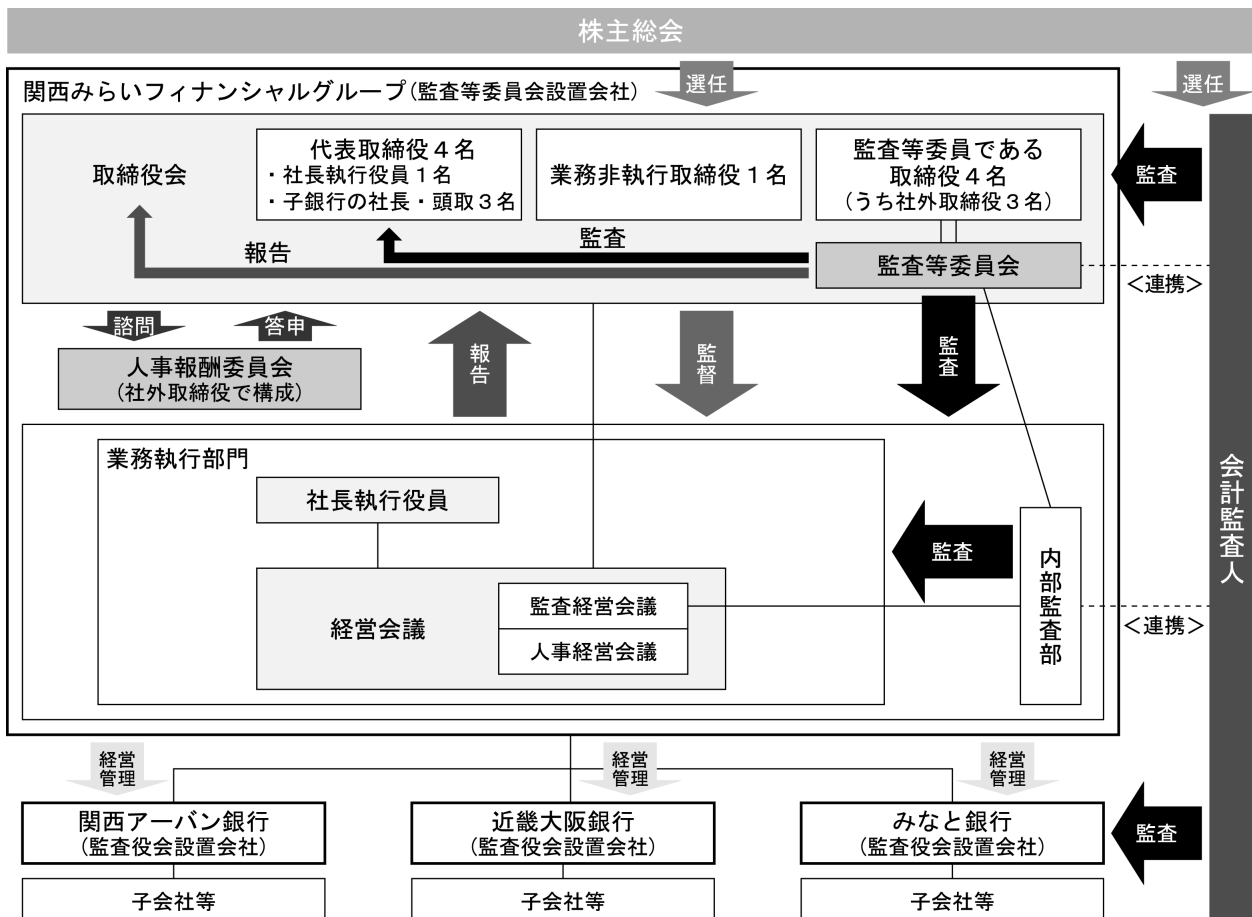 株主総会
選任
選任
関西みらいフィナンシャルグループ（監査等委員会設置会社）
取締役会
代表取締役４名
・社長執行役員１名
・子銀行の社長・頭取３名
業務非執行取締役１名
監査等委員である
取締役４名
（うち社外取締役３名）
監査
報告
監査
監査等委員会
＜連携＞
諮問
答申
人事報酬委員会
（社外取締役で構成）
報告
監督
監査
業務執行部門
社長執行役員
経営会議
監査経営会議
人事経営会議
監査
内部監査部
＜連携＞
会計監査人
経営
管理
経営
管理
経営
管理
関西アーバン銀行
（監査役会設置会社）
近畿大阪銀行
（監査役会設置会社）
みなと銀行
（監査役会設置会社）
監査
子会社等
子会社等
子会社等